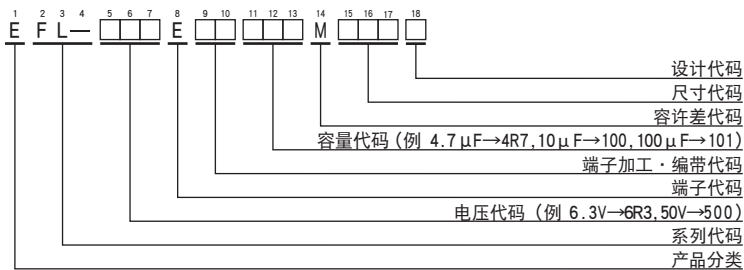 1 2 3 4 5 6 7 8 9 10 11 12 13 14 15 16 17 18
E F L— □□□ E □□ □□□ M □□□ □
设计代码
尺寸代码
容许差代码
容量代码(例 4.7μF→4R7,10μF→100,100μF→101)
端子加工·编带代码
端子代码
电压代码(例 6.3V→6R3,50V→500)
系列代码
产品分类